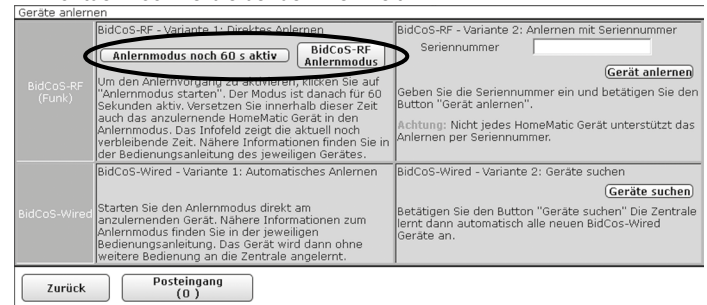 Geräte anlernen
BidCoS-RF (Funk)
BidCoS-RF - Variante 1: Direktes Anlernen
Anlernmodus noch 60 s aktiv
BidCoS-RF
Anlernmodus
Um den Anlernvorgang zu aktivieren, klicken Sie auf
"Anlernmodus starten". Der Modus ist danach für 60
Sekunden aktiv. Versetzen Sie innerhalb dieser Zeit
auch das anzulernende HomeMatic Gerät in den
Anlernmodus. Das Infofeld zeigt die aktuell noch
verbleibende Zeit. Nähere Informationen finden Sie in
der Bedienungsanleitung des jeweiligen Gerätes.
BidCoS-RF - Variante 2: Anlernen mit Seriennummer
Seriennummer
Gerät anlernen
Geben Sie die Seriennummer ein und betätigen Sie den
Button "Gerät anlernen".
Achtung: Nicht jedes HomeMatic Gerät unterstützt das
Anlernen per Seriennummer.
BidCoS-Wired
BidCoS-Wired - Variante 1: Automatisches Anlernen
Starten Sie den Anlernmodus direkt am
anzulernenden Gerät. Nähere Informationen zum
Anlernmodus finden Sie in der jeweiligen
Bedienungsanleitung. Das Gerät wird dann ohne
weitere Bedienung an die Zentrale angelernt.
BidCoS-Wired - Variante 2: Geräte suchen
Geräte suchen
Betätigen Sie den Button "Geräte suchen" Die Zentrale
lernt dann automatisch alle neuen BidCos-Wired
Geräte an.
Zurück
Posteingang
(0 )